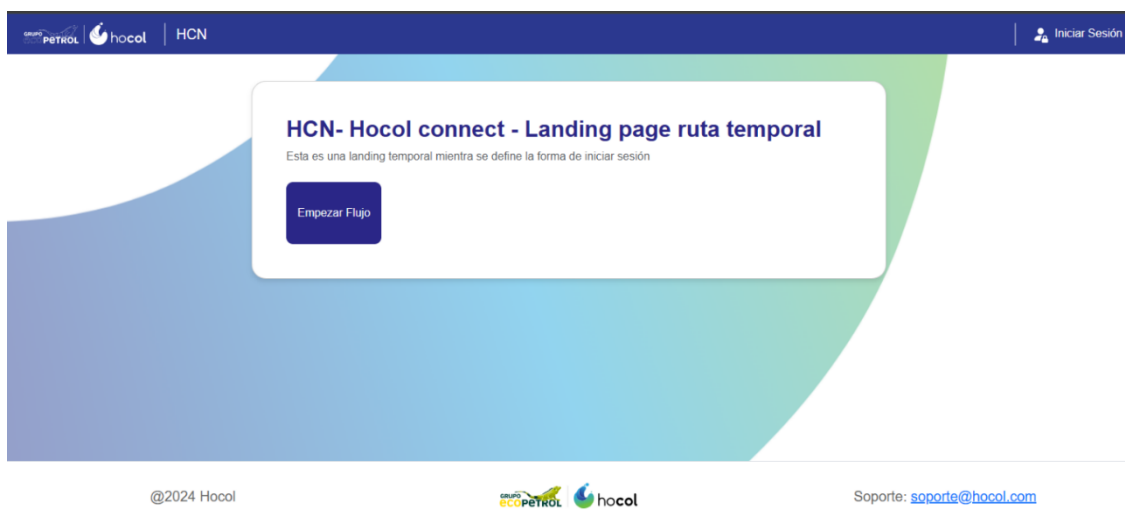 GRUPO
PETROL
hocol
HCN
Iniciar Sesión
HCN- Hocol connect - Landing page ruta temporal
Esta es una landing temporal mientra se define la forma de iniciar sesión
Empezar Flujo
@2024 Hocol
GRUPO
ecoPETROL
hocol
Soporte: soporte@hocol.com